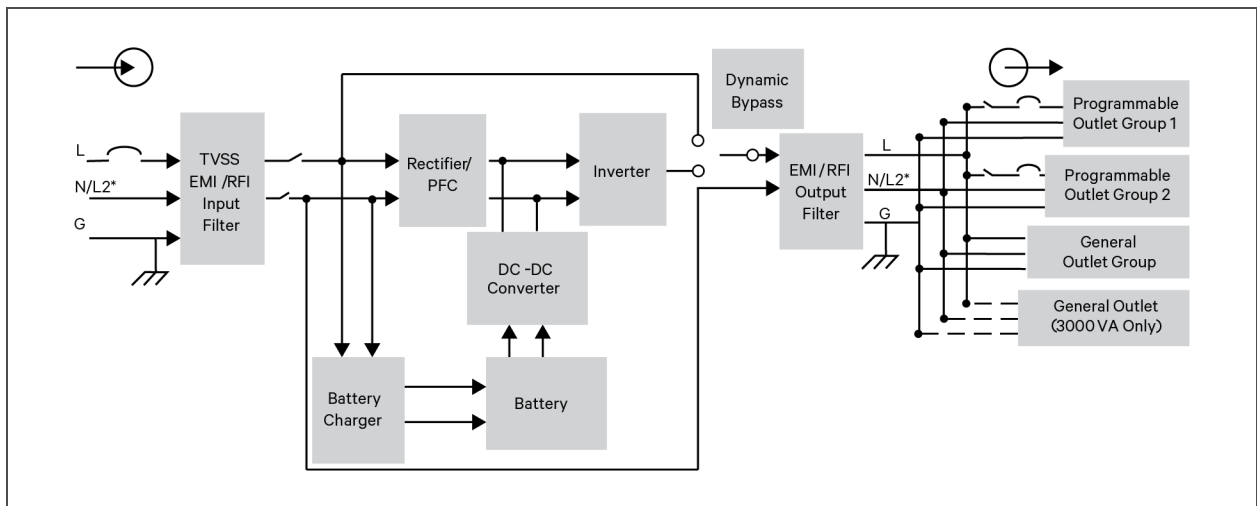 L
N/L2*
G
TVSS
EMI /RFI
Input
Filter
Rectifier/
PFC
Inverter
DC -DC
Converter
Battery
Charger
Battery
Dynamic
Bypass
EMI/RFI
Output
Filter
L
N/L2*
G
Programmable
Outlet Group 1
Programmable
Outlet Group 2
General
Outlet Group
General Outlet
(3000 VA Only)